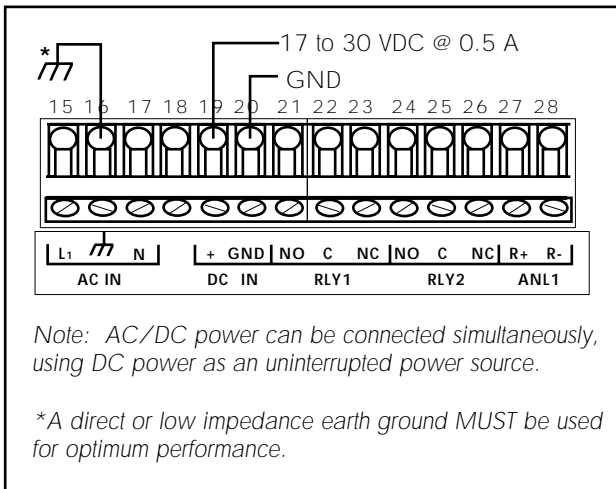 17 to 30 VDC @ 0.5 A
*
GND
15 16 17 18 19 20 21 22 23 24 25 26 27 28
L1 N + GND NO C NC NO C NC R+ R-
AC IN DC IN RLY1 RLY2 ANL1
Note: AC/DC power can be connected simultaneously,
using DC power as an uninterrupted power source.
*A direct or low impedance earth ground MUST be used
for optimum performance.